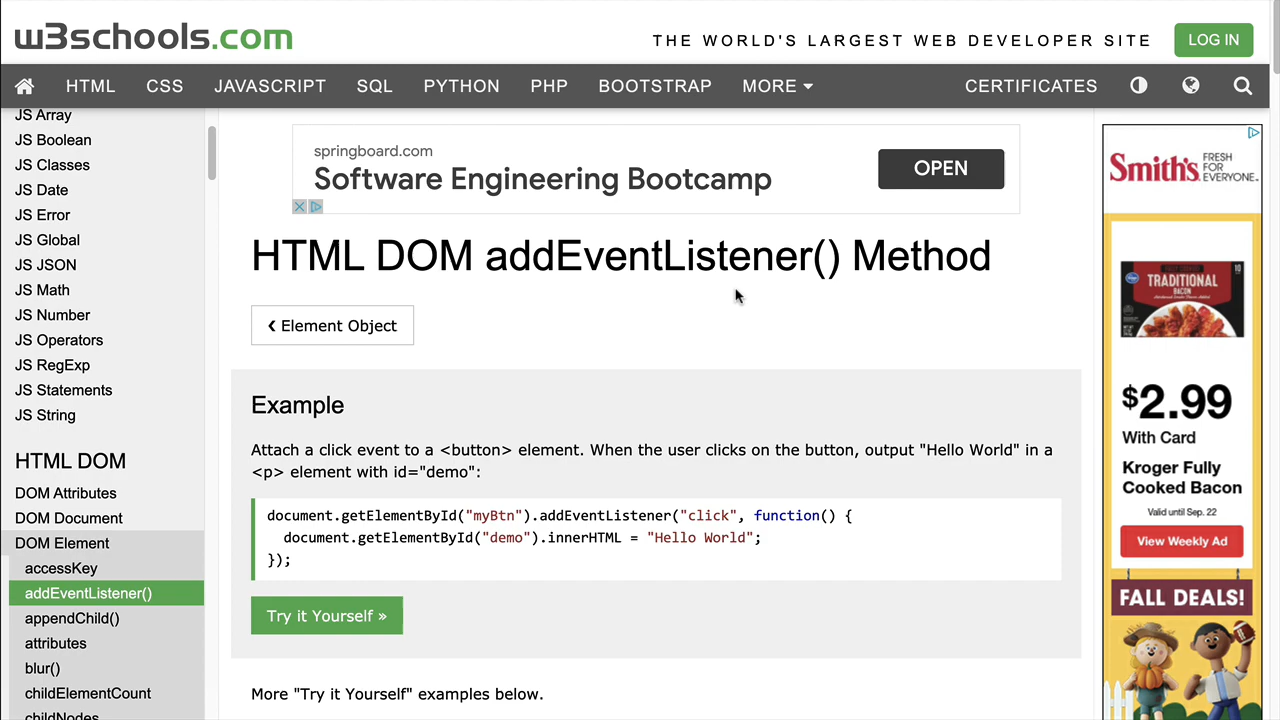 w3schools.com
THE WORLD'S LARGEST WEB DEVELOPER SITE
LOG IN
HTML
CSS
JAVASCRIPT
SQL
PYTHON
PHP
BOOTSTRAP
MORE
CERTIFICATES
JS Array
JS Boolean
JS Classes
JS Date
JS Error
JS Global
JS JSON
JS Math
JS Number
JS Operators
JS RegExp
JS Statements
JS String
HTML DOM
DOM Attributes
DOM Document
DOM Element
accessKey
addEventListener()
appendChild()
attributes
blur()
childElementCount
childNodes
springboard.com
Software Engineering Bootcamp
OPEN
HTML DOM addEventListener() Method
❮ Element Object
Example
Attach a click event to a <button> element. When the user clicks on the button, output "Hello World" in a
<p> element with id="demo":
document.getElementById("myBtn").addEventListener("click", function() {
  document.getElementById("demo").innerHTML = "Hello World";
});
Try it Yourself »
More "Try it Yourself" examples below.
Smith's
FRESH
FOR
EVERYONE.
TRADITIONAL
BACON
$2.99
With Card
Kroger Fully
Cooked Bacon
Valid until Sep. 22
View Weekly Ad
FALL DEALS!